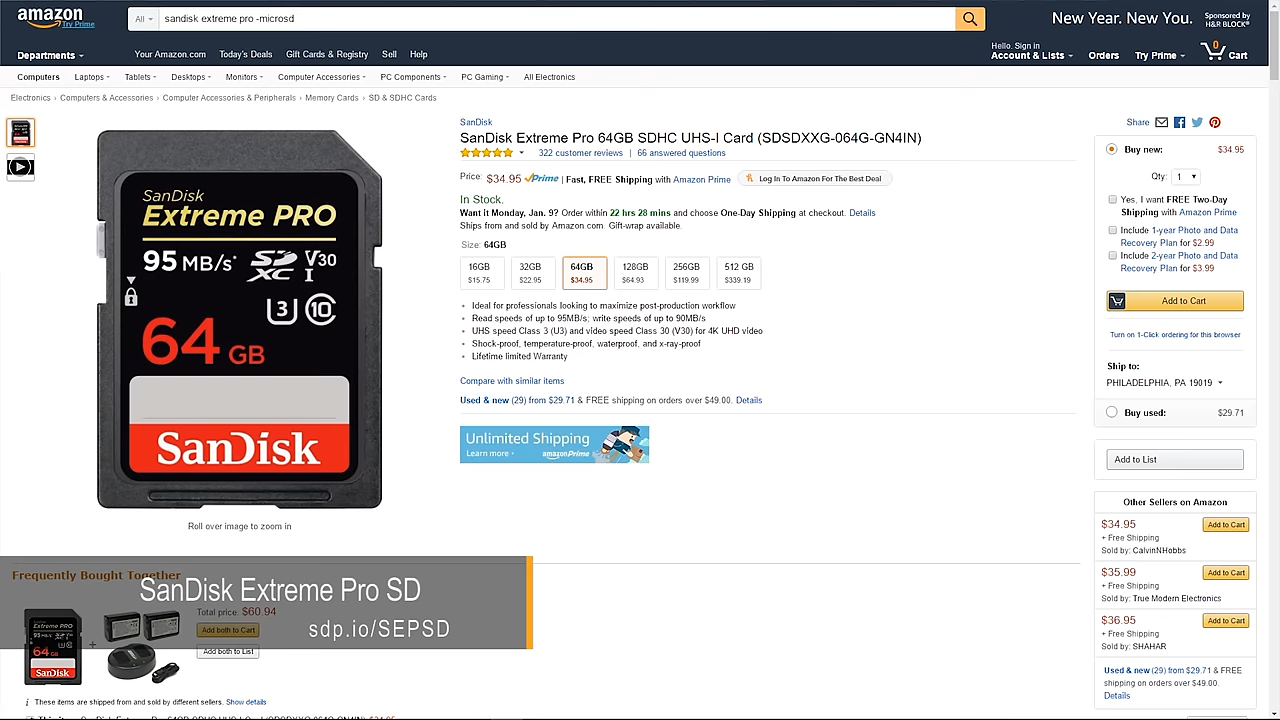 amazon
Try Prime
All
sandisk extreme pro -microsd
New Year. New You.
Sponsored by
H&R BLOCK®
Departments
Your Amazon.com
Today's Deals
Gift Cards & Registry
Sell
Help
Hello. Sign in
Account & Lists
Orders
Try Prime
0
Cart
Computers
Laptops
Tablets
Desktops
Monitors
Computer Accessories
PC Components
PC Gaming
All Electronics
Electronics › Computers & Accessories › Computer Accessories & Peripherals › Memory Cards › SD & SDHC Cards
SanDisk
Extreme PRO
95 MB/s*
SD XC I
V30
3
10
64 GB
SanDisk
Roll over image to zoom in
SanDisk
SanDisk Extreme Pro 64GB SDHC UHS-I Card (SDSDXXG-064G-GN4IN)
322 customer reviews | 66 answered questions
Price: $34.95 Prime | Fast, FREE Shipping with Amazon Prime
Log In To Amazon For The Best Deal
In Stock.
Want it Monday, Jan. 9? Order within 22 hrs 28 mins and choose One-Day Shipping at checkout. Details
Ships from and sold by Amazon.com. Gift-wrap available.
Size: 64GB
16GB
$15.75
32GB
$22.95
64GB
$34.95
128GB
$64.93
256GB
$119.99
512 GB
$339.19
• Ideal for professionals looking to maximize post-production workflow
• Read speeds of up to 95MB/s; write speeds of up to 90MB/s
• UHS speed Class 3 (U3) and video speed Class 30 (V30) for 4K UHD video
• Shock-proof, temperature-proof, waterproof, and x-ray-proof
• Lifetime limited Warranty
Compare with similar items
Used & new (29) from $29.71 & FREE shipping on orders over $49.00. Details
Unlimited Shipping
Learn more ›
amazonPrime
Share
Buy new:
$34.95
Qty: 1
Yes, I want FREE Two-Day
Shipping with Amazon Prime
Include 1-year Photo and Data
Recovery Plan for $2.99
Include 2-year Photo and Data
Recovery Plan for $3.99
Add to Cart
Turn on 1-Click ordering for this browser
Ship to:
PHILADELPHIA, PA 19019
Buy used:
$29.71
Add to List
Other Sellers on Amazon
$34.95
Add to Cart
+ Free Shipping
Sold by: CalvinNHobbs
$35.99
Add to Cart
+ Free Shipping
Sold by: True Modern Electronics
$36.95
Add to Cart
+ Free Shipping
Sold by: SHAHAR
Used & new (29) from $29.71 & FREE
shipping on orders over $49.00.
Details
Frequently Bought Together
SanDisk Extreme Pro SD
sdp.io/SEPSD
Extreme PRO
64 GB
SanDisk
+
Total price: $60.94
Add both to Cart
Add both to List
i These items are shipped from and sold by different sellers. Show details